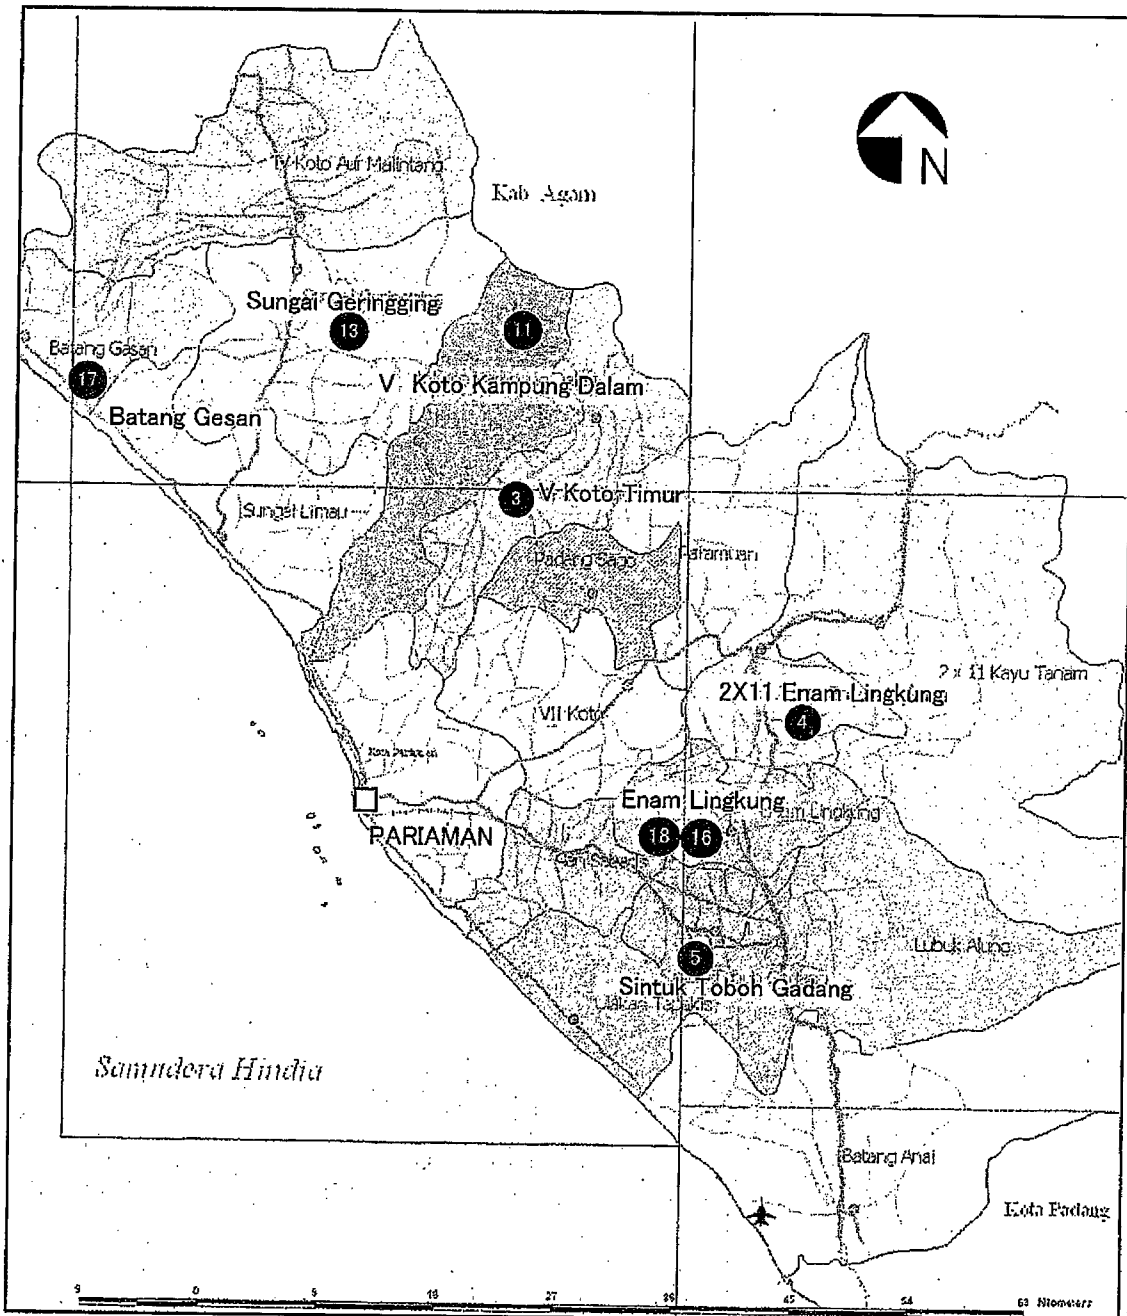 IV Koto Aur Malintang
Kab Agam
N
Sungai Geringging
13
11
Batang Gasan
17
V Koto Kampung Dalam
Batang Gesan
3
V Koto Timur
Sungai Limau
Padang Sago
Patamuan
2 x 11 Kayu Tanam
2X11 Enam Lingkung
4
VII Koto
Enam Lingkung
Enam Lingkung
18
16
PARIAMAN
Lubuk Alung
5
Sintuk Toboh Gadang
Ulakan Tapakis
Samudera Hindia
Batang Anai
Kota Padang
9 0 9 18 27 36 45 54 63 Kilometers